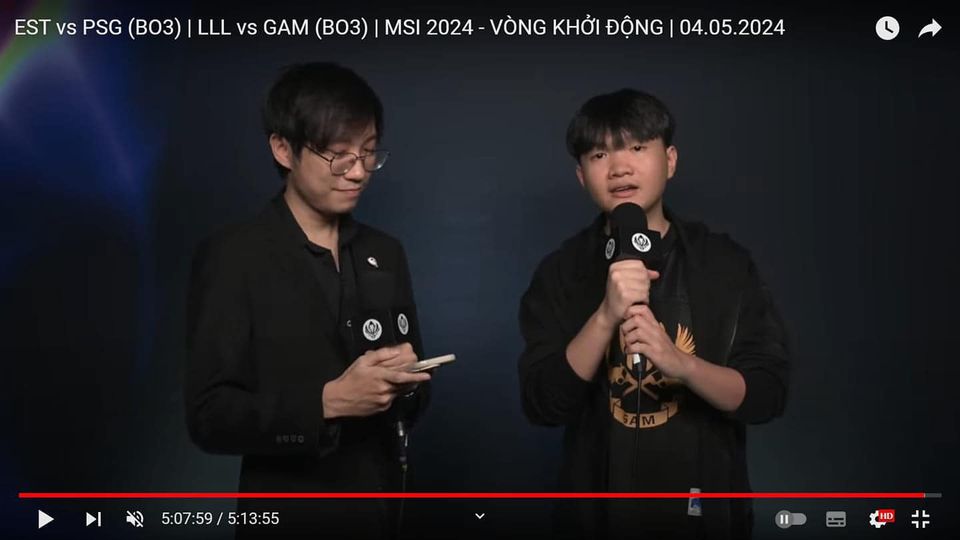 EST vs PSG (BO3) | LLL vs GAM (BO3) | MSI 2024 - VÒNG KHỞI ĐỘNG | 04.05.2024
GAM
5:07:59 / 5:13:55
HD